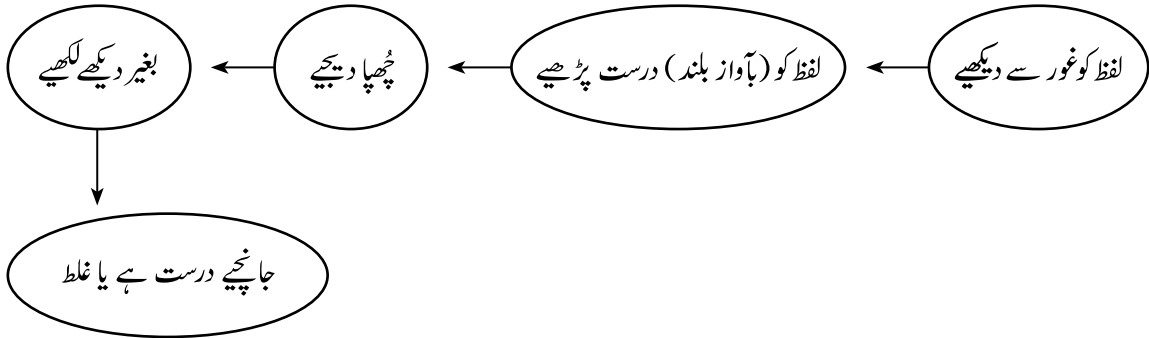 لفظ کو غور سے دیکھیے
لفظ کو (بآواز بلند) درست پڑھیے
چُھپا دیجیے
بغیر دیکھے لکھیے
جانچیے درست ہے یا غلط